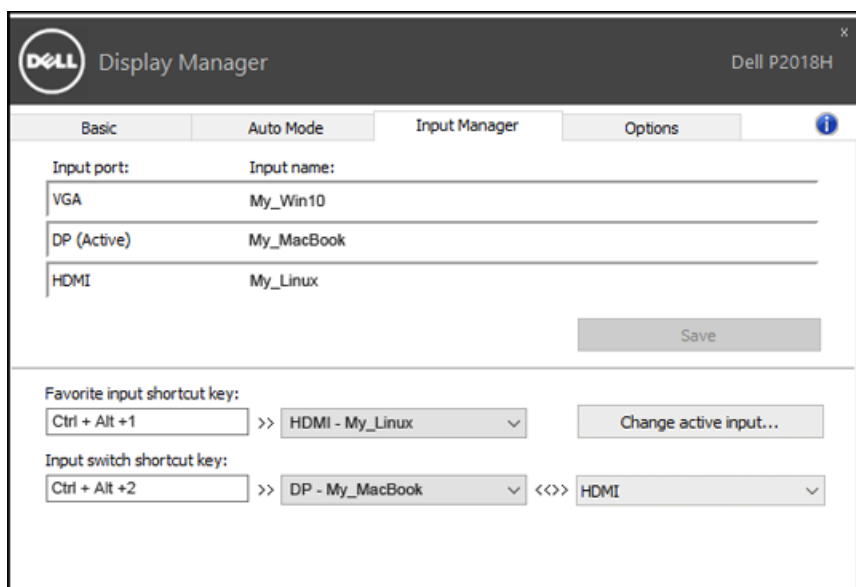 x
DELL Display Manager Dell P2018H
Basic Auto Mode Input Manager Options i
Input port: Input name:
VGA My_Win10
DP (Active) My_MacBook
HDMI My_Linux
Save
Favorite input shortcut key:
Ctrl + Alt +1 >> HDMI - My_Linux Change active input...
Input switch shortcut key:
Ctrl + Alt +2 >> DP - My_MacBook <<>> HDMI